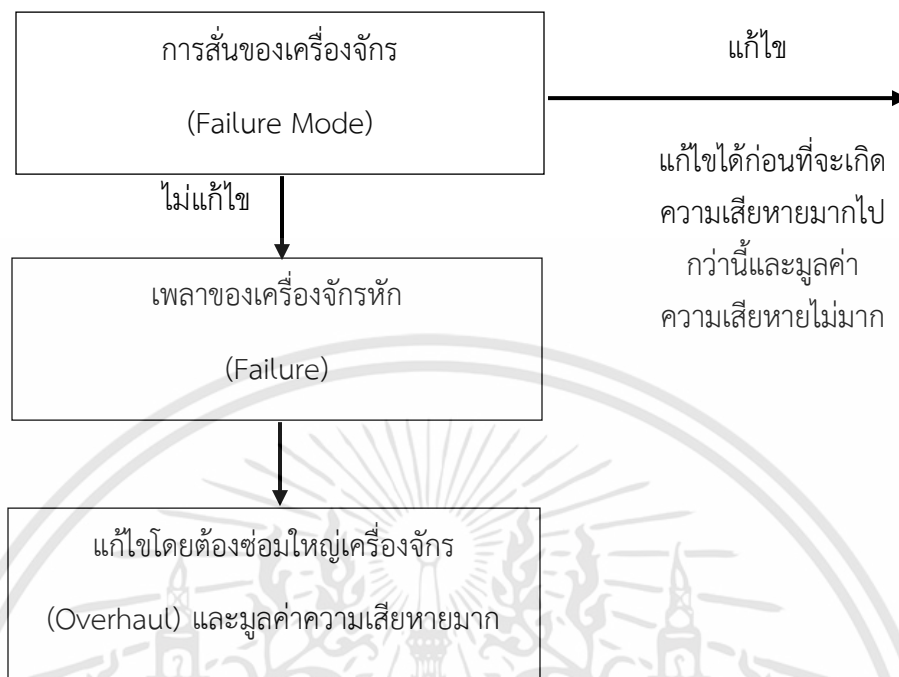 การสั่นของเครื่องจักร
(Failure Mode)
แก้ไข
แก้ไขได้ก่อนที่จะเกิด
ความเสียหายมากไป
กว่านี้และมูลค่า
ความเสียหายไม่มาก
ไม่แก้ไข
เพลาของเครื่องจักรหัก
(Failure)
แก้ไขโดยต้องซ่อมใหญ่เครื่องจักร
(Overhaul) และมูลค่าความเสียหายมาก